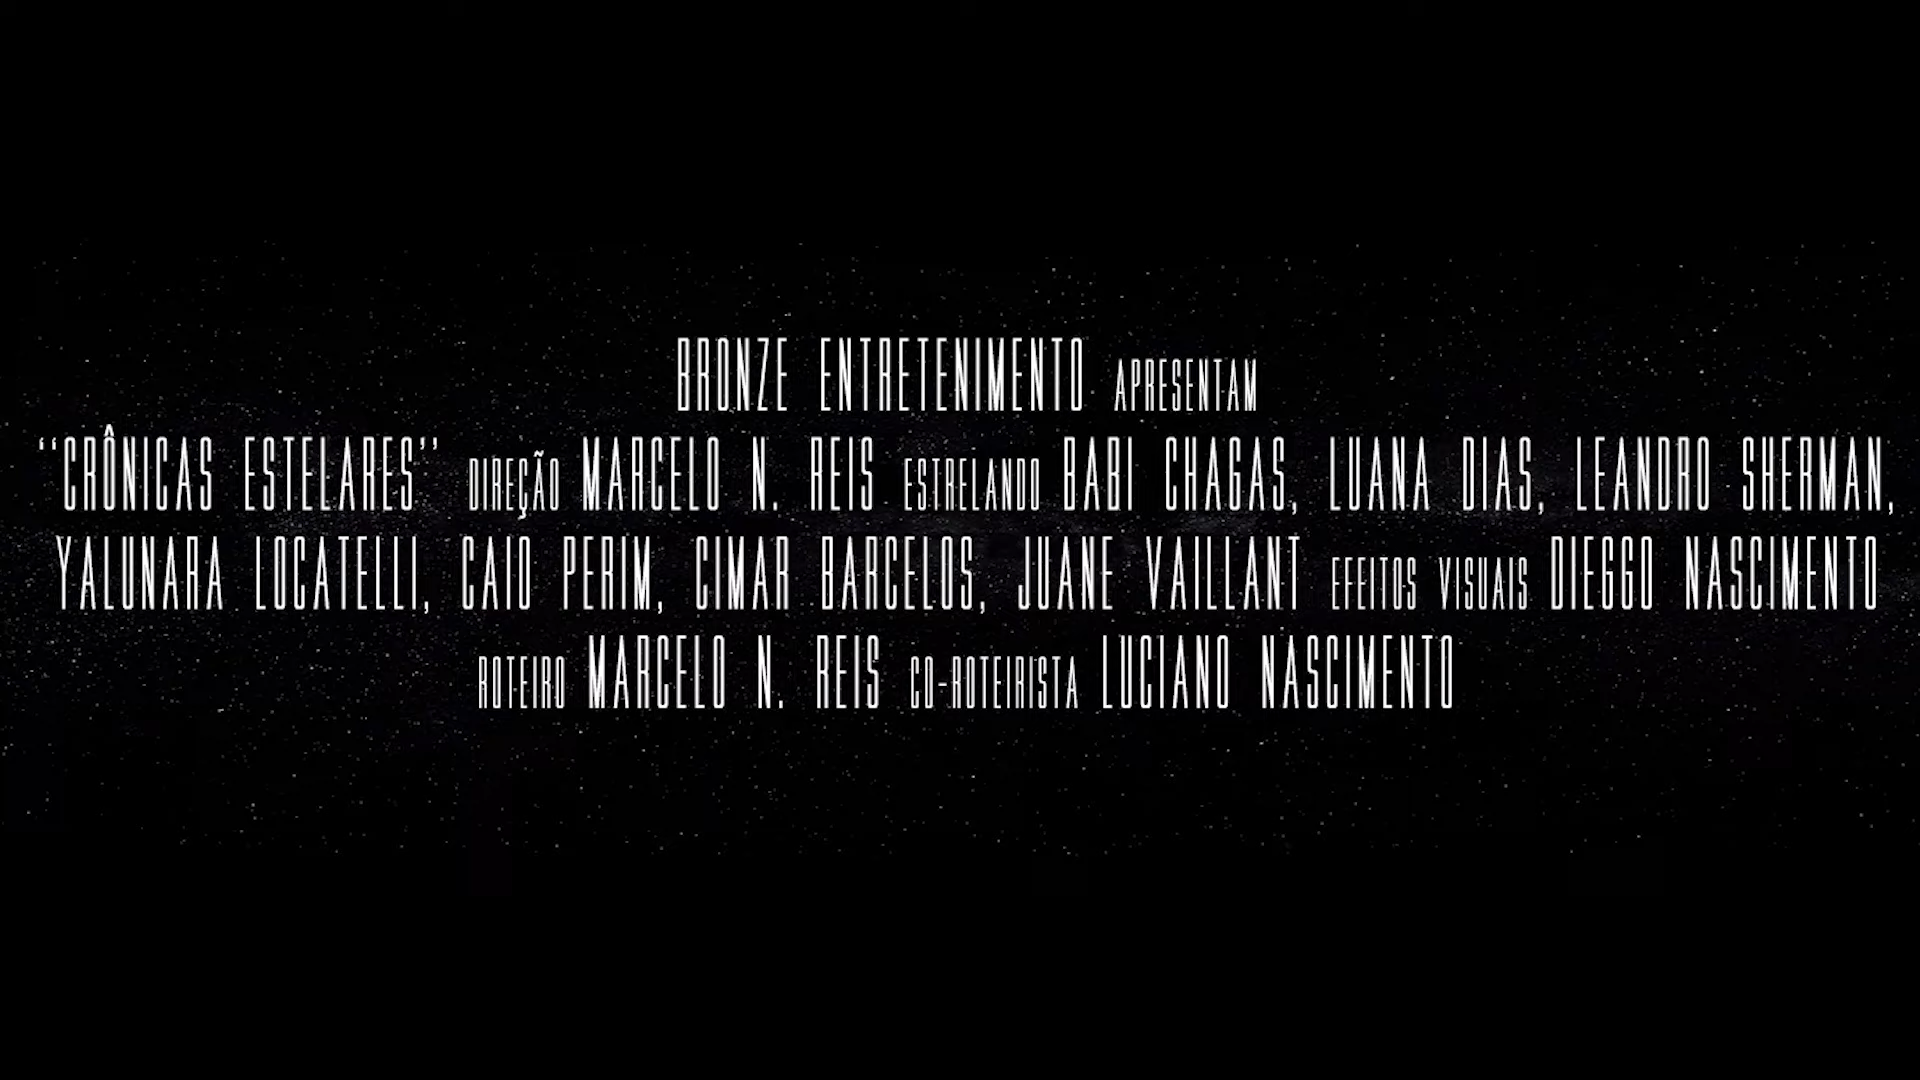 BRONZE ENTRETENIMENTO APRESENTAM
“CRÔNICAS ESTELARES” DIREÇÃO MARCELO N. REIS ESTRELANDO BABI CHAGAS, LUANA DIAS, LEANDRO SHERMAN,
YALUNARA LOCATELLI, CAIO PERIM, CIMAR BARCELOS, JUANE VAILLANT EFEITOS VISUAIS DIEGGO NASCIMENTO
ROTEIRO MARCELO N. REIS CO-ROTEIRISTA LUCIANO NASCIMENTO